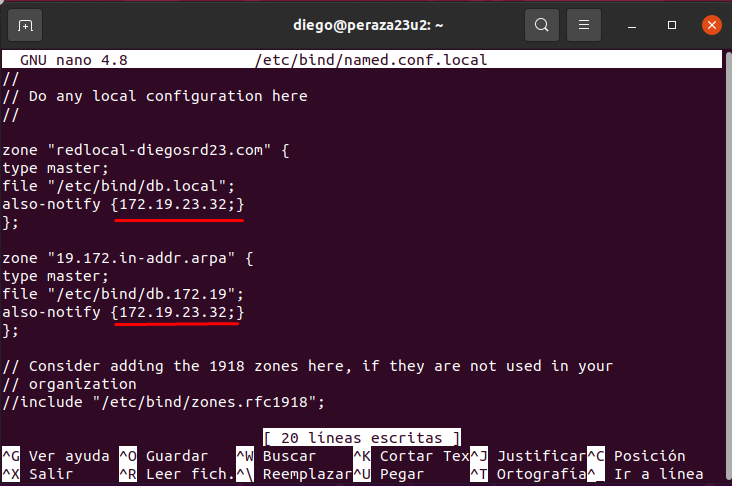 diego@peraza23u2: ~
GNU nano 4.8 /etc/bind/named.conf.local
//
// Do any local configuration here
//
zone "redlocal-diegosrd23.com" {
type master;
file "/etc/bind/db.local";
also-notify {172.19.23.32;}
};
zone "19.172.in-addr.arpa" {
type master;
file "/etc/bind/db.172.19";
also-notify {172.19.23.32;}
};
// Consider adding the 1918 zones here, if they are not used in your
// organization
//include "/etc/bind/zones.rfc1918";
[ 20 líneas escritas ]
^G Ver ayuda ^O Guardar ^W Buscar ^K Cortar Tex^J Justificar^C Posición
^X Salir ^R Leer fich.^\ Reemplazar^U Pegar ^T Ortografía^_ Ir a línea